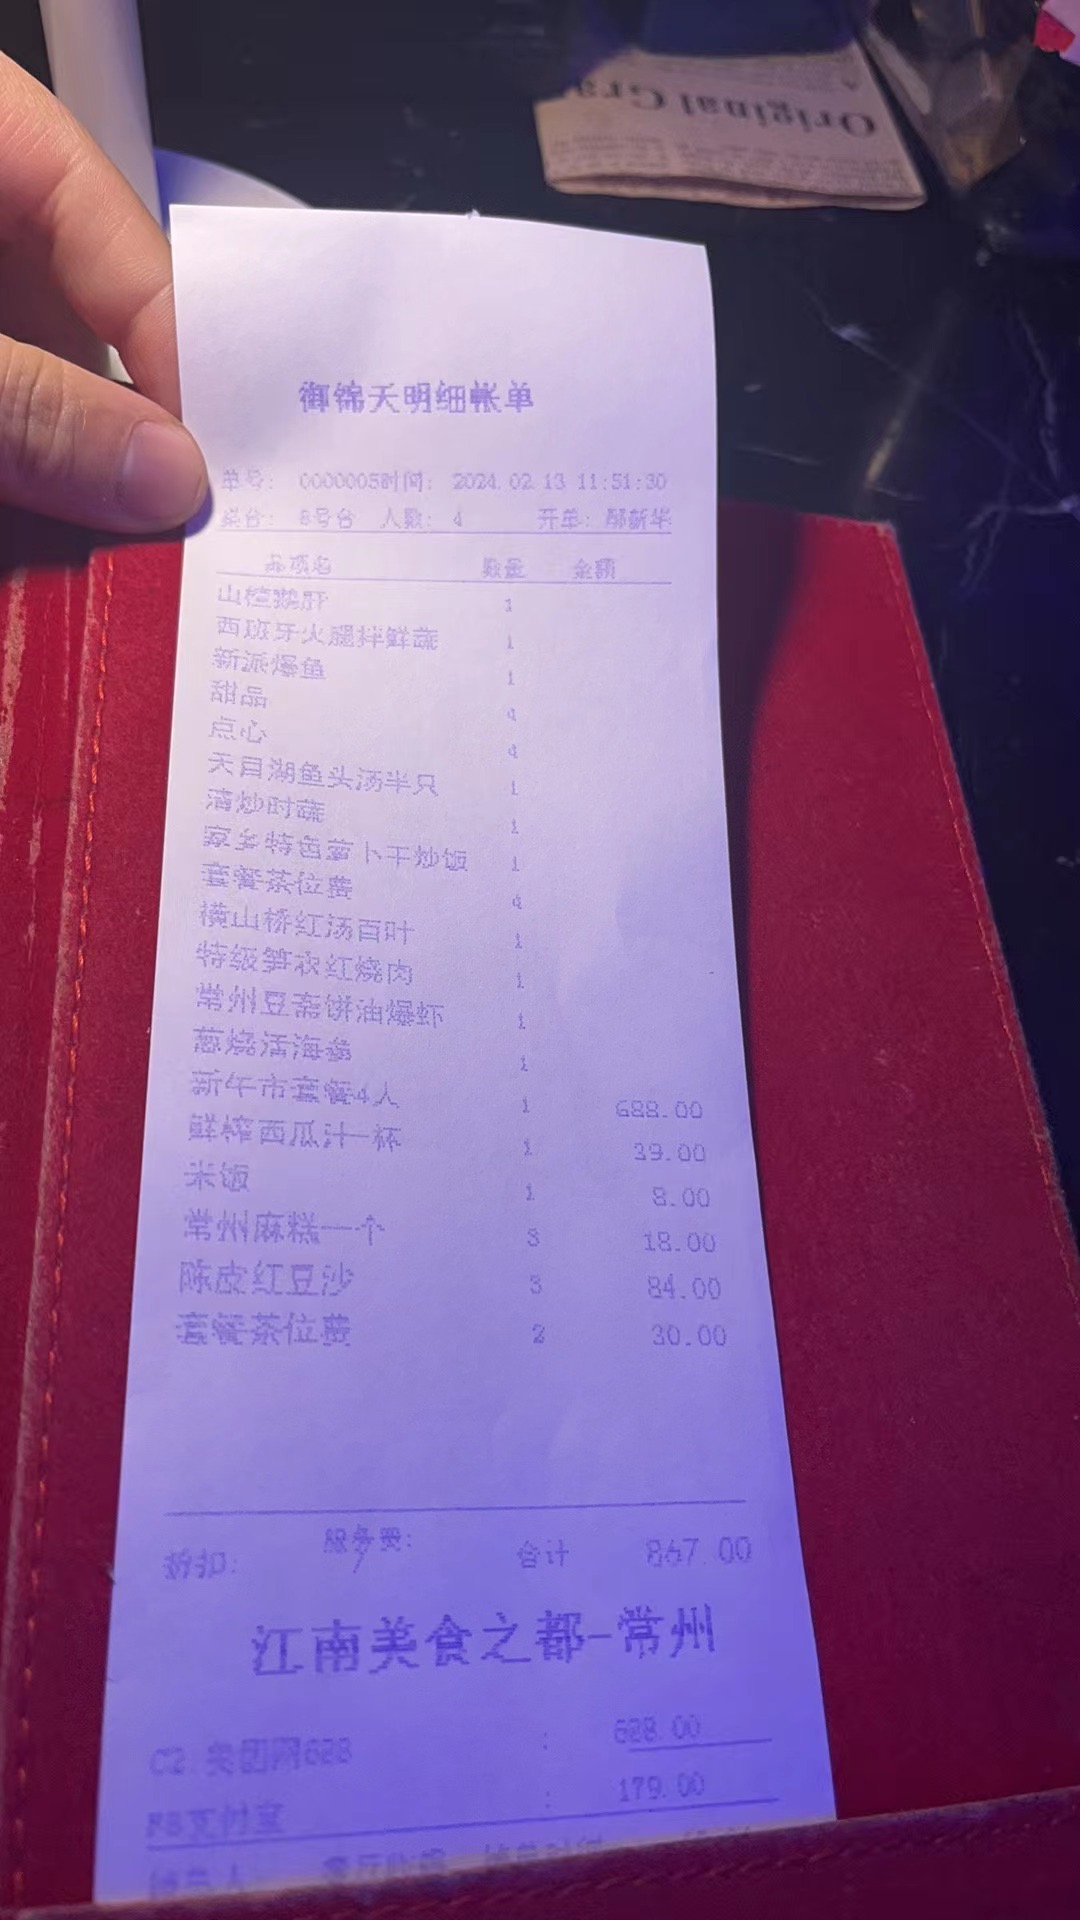 Original Gra
御锦天明细帐单
单号： 0000005时间： 2024.02.13 11:51:30
桌台： 8号台 人数： 4 开单： 新华
品项名 数量 金额
山楂鹅肝 1
西班牙火腿拌鲜蔬 1
新派爆鱼 1
甜品 4
点心 4
天目湖鱼头汤半只 1
清炒时蔬 1
家乡特色萝卜干炒饭 1
套餐茶位费 4
横山桥红汤百叶 1
特级笋衣红烧肉 1
常州豆斋饼油爆虾 1
葱烧活海参 1
新午市套餐4人 1 688.00
鲜榨西瓜汁一杯 1 39.00
米饭 1 8.00
常州麻糕一个 3 18.00
陈皮红豆沙 3 84.00
套餐茶位费 2 30.00
折扣： 服务费： / 合计 867.00
江南美食之都-常州
C2.美团网688 : 688.00
支付宝 : 179.00